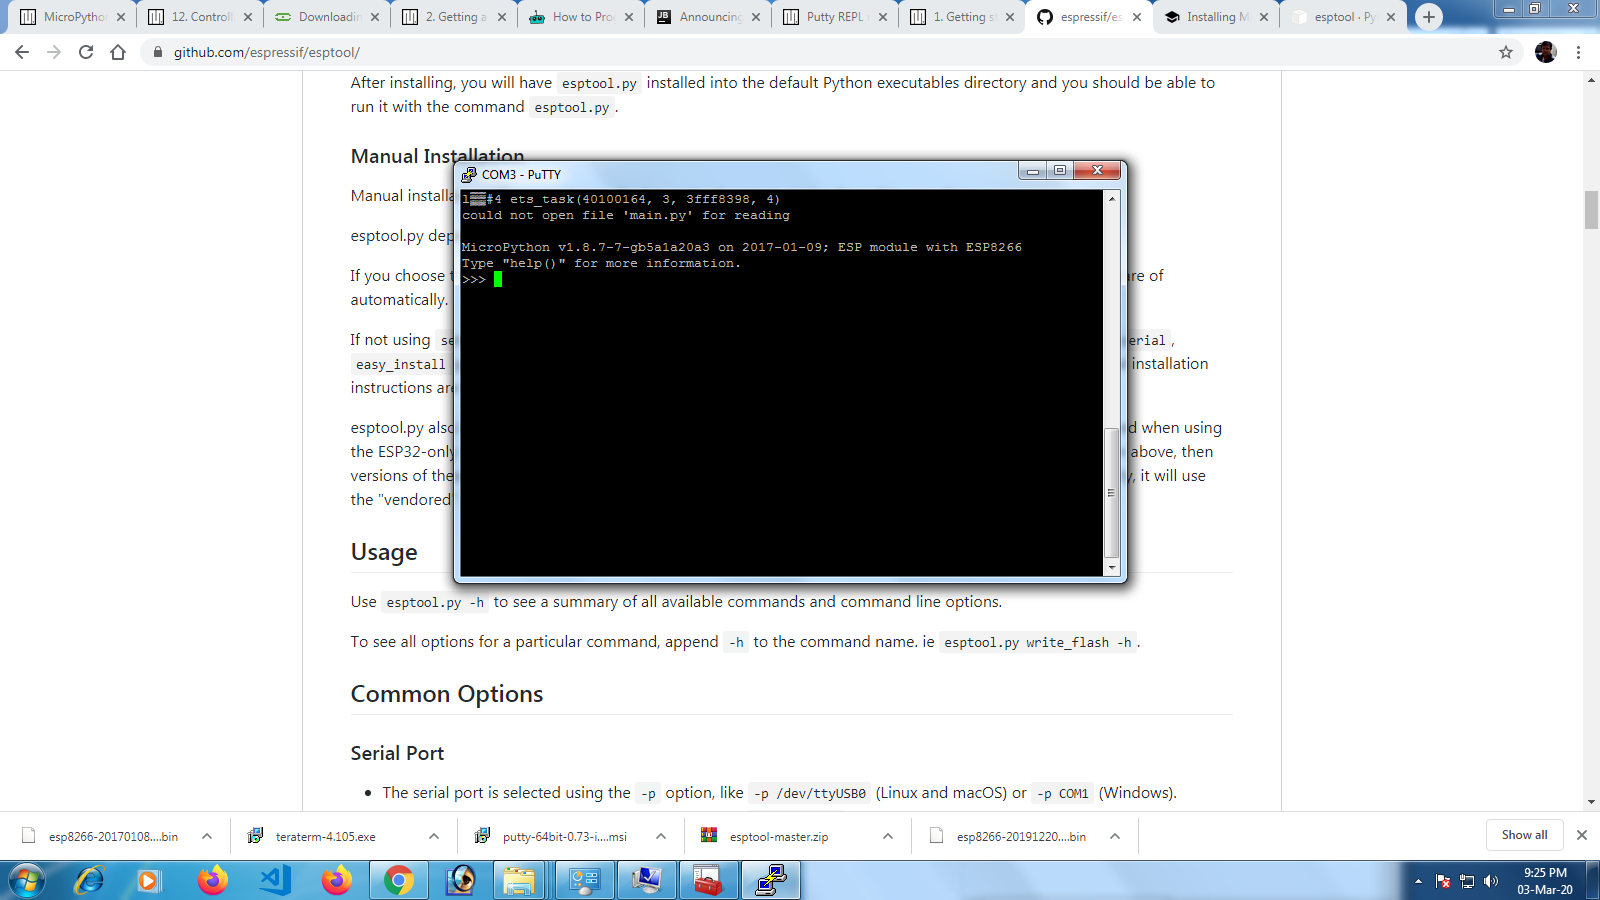 MicroPytho
12. Controll
Downloadin
2. Getting a
How to Pro
Announcing
Putty REPL
1. Getting s
espressif/es
Installing M
esptool · Py
github.com/espressif/esptool/
After installing, you will have esptool.py installed into the default Python executables directory and you should be able to
run it with the command esptool.py.
Manual Installation
Manual installa
esptool.py dep
If you choose t
are of
automatically.
If not using se
erial ,
easy_install
installation
instructions are
esptool.py also
d when using
the ESP32-only
above, then
versions of the
y, it will use
the "vendored
COM3 - PuTTY
#4 ets_task(40100164, 3, 3fff8398, 4)
could not open file 'main.py' for reading
MicroPython v1.8.7-7-gb5a1a20a3 on 2017-01-09; ESP module with ESP8266
Type "help()" for more information.
>>>
Usage
Use esptool.py -h to see a summary of all available commands and command line options.
To see all options for a particular command, append -h to the command name. ie esptool.py write_flash -h .
Common Options
Serial Port
• The serial port is selected using the -p option, like -p /dev/ttyUSB0 (Linux and macOS) or -p COM1 (Windows).
esp8266-20170108....bin
teraterm-4.105.exe
putty-64bit-0.73-i....msi
esptool-master.zip
esp8266-20191220....bin
Show all
9:25 PM
03-Mar-20